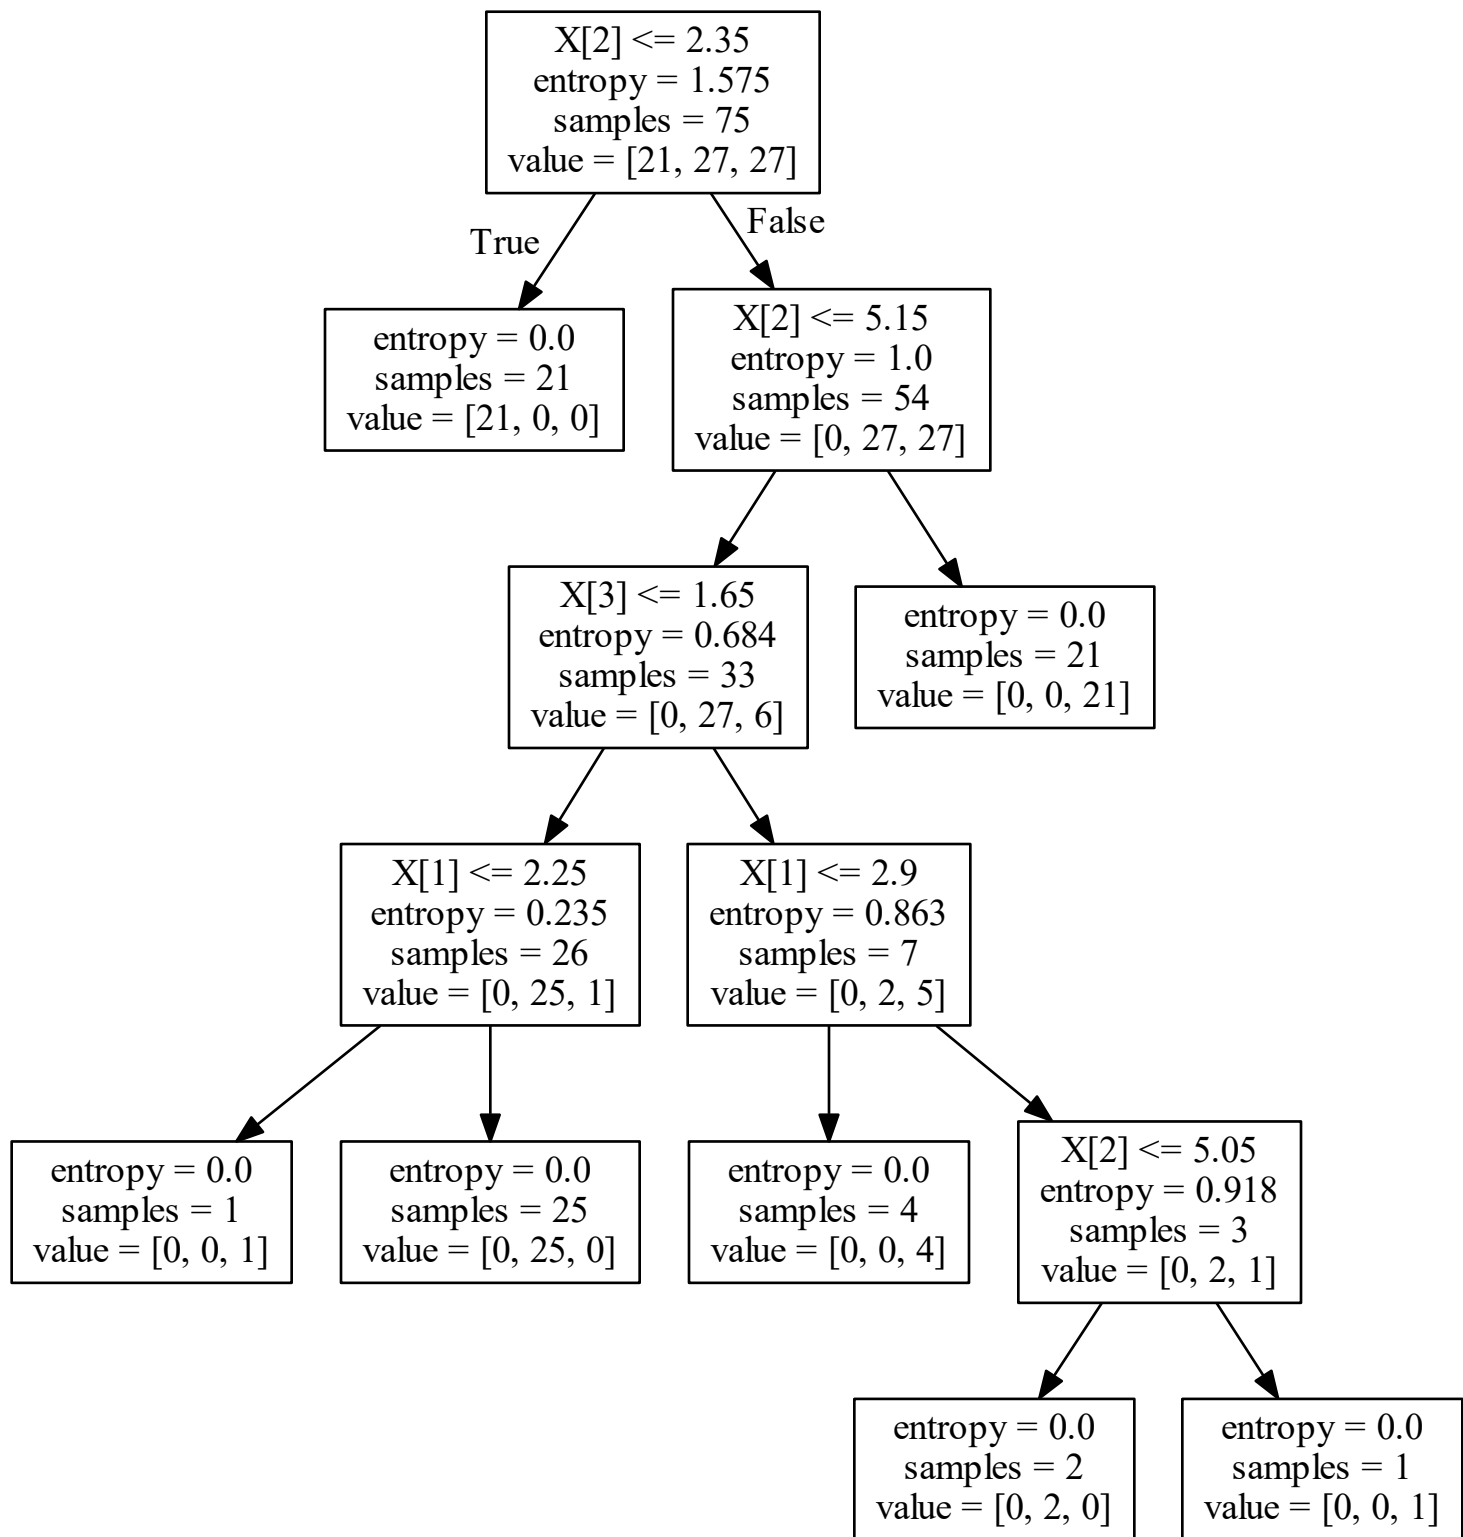 X[2] <= 2.35
entropy = 1.575
samples = 75
value = [21, 27, 27]
True
False
entropy = 0.0
samples = 21
value = [21, 0, 0]
X[2] <= 5.15
entropy = 1.0
samples = 54
value = [0, 27, 27]
X[3] <= 1.65
entropy = 0.684
samples = 33
value = [0, 27, 6]
entropy = 0.0
samples = 21
value = [0, 0, 21]
X[1] <= 2.25
entropy = 0.235
samples = 26
value = [0, 25, 1]
X[1] <= 2.9
entropy = 0.863
samples = 7
value = [0, 2, 5]
entropy = 0.0
samples = 1
value = [0, 0, 1]
entropy = 0.0
samples = 25
value = [0, 25, 0]
entropy = 0.0
samples = 4
value = [0, 0, 4]
X[2] <= 5.05
entropy = 0.918
samples = 3
value = [0, 2, 1]
entropy = 0.0
samples = 2
value = [0, 2, 0]
entropy = 0.0
samples = 1
value = [0, 0, 1]